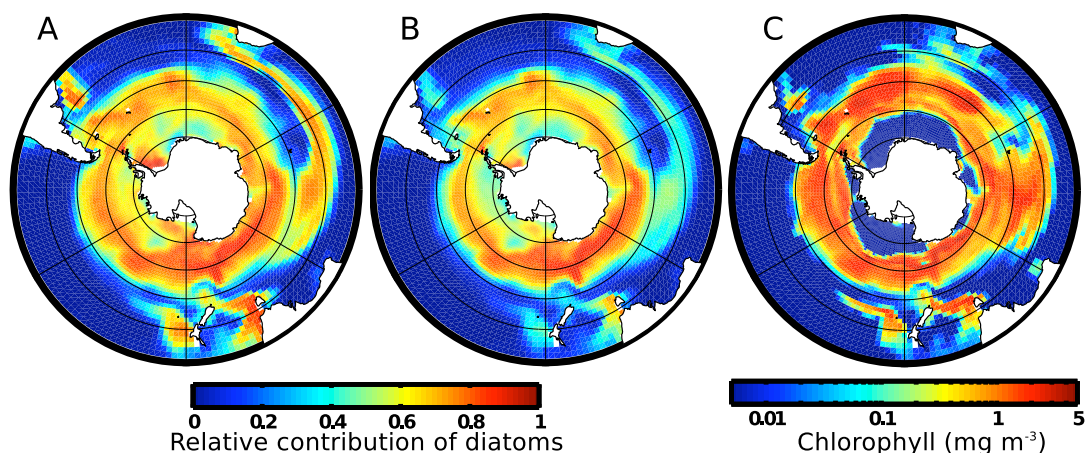 A B C
0 0.2 0.4 0.6 0.8 1
Relative contribution of diatoms
0.01 0.1 1 5
Chlorophyll (mg m⁻³)